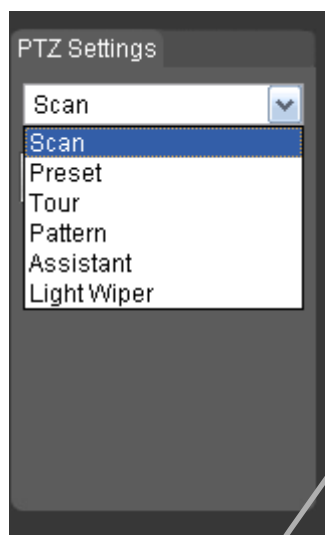 PTZ Settings
Scan
Scan
Preset
Tour
Pattern
Assistant
Light Wiper